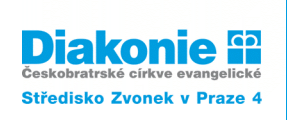 Diakonie
Českobratrské církve evangelické
Středisko Zvonek v Praze 4